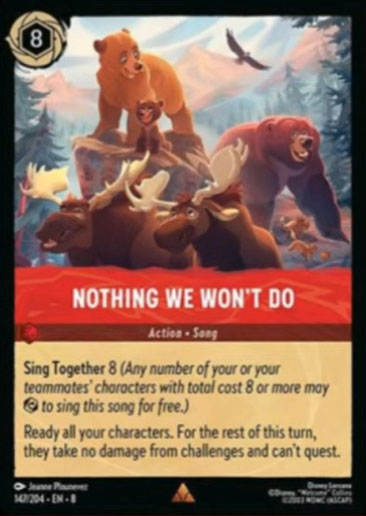 8
NOTHING WE WON'T DO
Action • Song
Sing Together 8 (Any number of your or your
teammates' characters with total cost 8 or more may
to sing this song for free.)
Ready all your characters. For the rest of this turn,
they take no damage from challenges and can't quest.
Jeanne Plounevez
147/204 • EN • 8
Disney Lorcana
©Disney, "Welcome" Collins
©2003 WDMC (ASCAP)